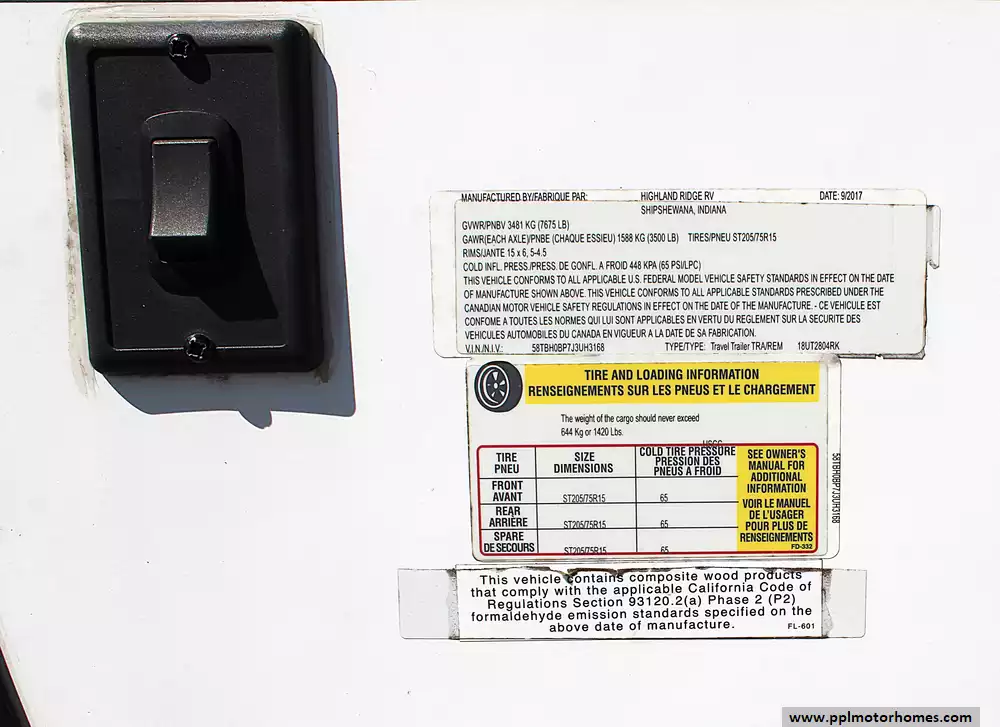 MANUFACTURED BY/FABRIQUE PAR: HIGHLAND RIDGE RV DATE: 9/2017
SHIPSHEWANA, INDIANA
GVWR/PNBV 3481 KG (7675 LB)
GAWR(EACH AXLE)/PNBE (CHAQUE ESSIEU) 1588 KG (3500 LB) TIRES/PNEU ST205/75R15
RIMS/JANTE 15 x 6, 5-4.5
COLD INFL. PRESS./PRESS. DE GONFL. A FROID 448 KPA (65 PSI/LPC)
THIS VEHICLE CONFORMS TO ALL APPLICABLE U.S. FEDERAL MODEL VEHICLE SAFETY STANDARDS IN EFFECT ON THE DATE
OF MANUFACTURE SHOWN ABOVE. THIS VEHICLE CONFORMS TO ALL APPLICABLE STANDARDS PRESCRIBED UNDER THE
CANADIAN MOTOR VEHICLE SAFETY REGULATIONS IN EFFECT ON THE DATE OF THE MANUFACTURE. - CE VEHICULE EST
CONFOME A TOUTES LES NORMES QUI LUI SONT APPLICABLES EN VERTU DU REGLEMENT SUR LA SECURITE DES
VEHICULES AUTOMOBILES DU CANADA EN VIGUEUR A LA DATE DE SA FABRICATION.
V.I.N./N.I.V.: 58TBH0BP7J3UH3168 TYPE/TYPE: Travel Trailer TRA/REM 18UT2804RK
TIRE AND LOADING INFORMATION
RENSEIGNEMENTS SUR LES PNEUS ET LE CHARGEMENT
The weight of the cargo should never exceed
644 Kg or 1420 Lbs.
TIRE
PNEU
SIZE
DIMENSIONS
COLD TIRE PRESSURE
PRESSION DES
PNEUS A FROID
FRONT
AVANT
ST205/75R15
65
REAR
ARRIÈRE
ST205/75R15
65
SPARE
DE SECOURS
ST205/75R15
65
SEE OWNER'S
MANUAL FOR
ADDITIONAL
INFORMATION
VOIR LE MANUEL
DE L'USAGER
POUR PLUS DE
RENSEIGNEMENTS
FD-332
58TBH0BP7J3UH3168
This vehicle contains composite wood products
that comply with the applicable California Code of
Regulations Section 93120.2(a) Phase 2 (P2)
formaldehyde emission standards specified on the
above date of manufacture.
FL-601
www.pplmotorhomes.com